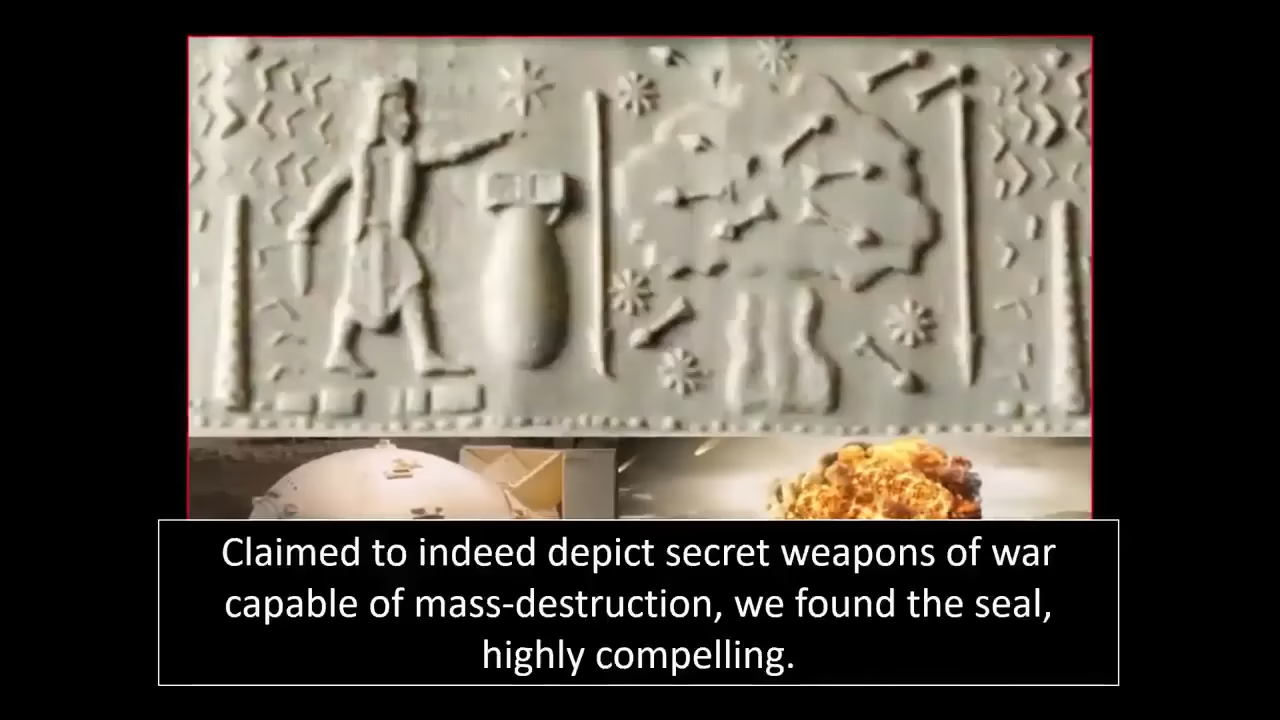 Claimed to indeed depict secret weapons of war
capable of mass-destruction, we found the seal,
highly compelling.